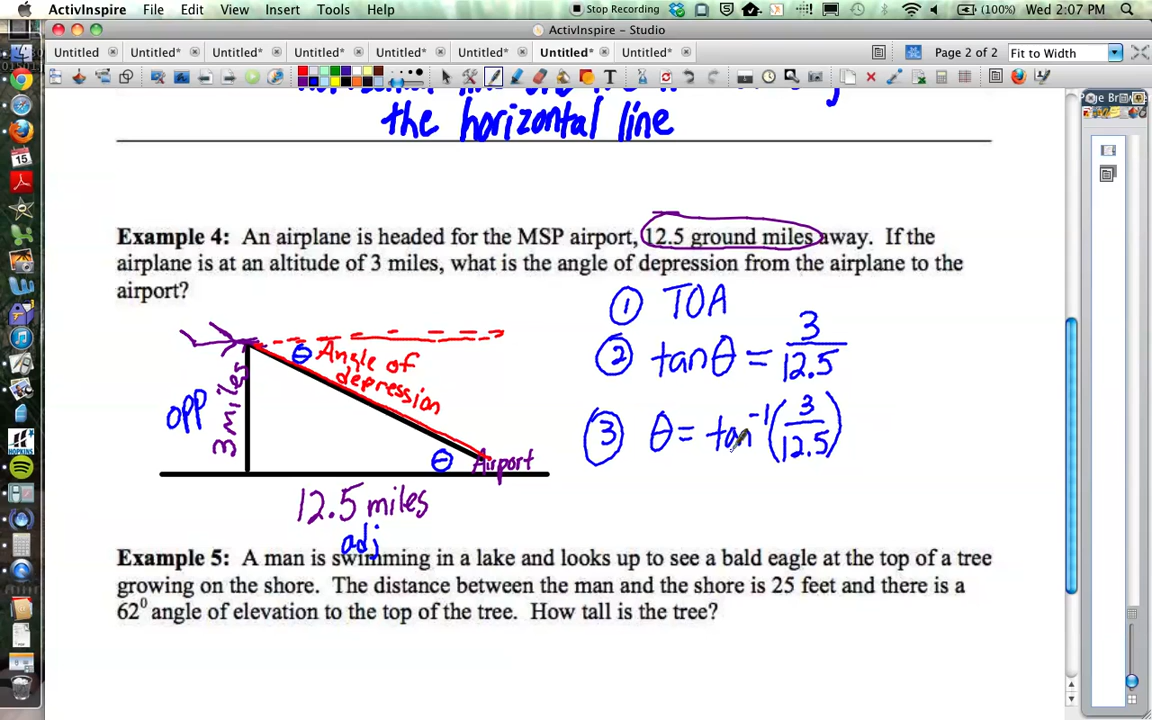 ActivInspire File Edit View Insert Tools Help Stop Recording (100%) Wed 2:07 PM
ActivInspire - Studio
Untitled Untitled* Untitled* Untitled* Untitled* Untitled* Untitled* Untitled* Page 2 of 2 Fit to Width
Page Brow
the horizontal line
Example 4: An airplane is headed for the MSP airport, 12.5 ground miles away. If the
airplane is at an altitude of 3 miles, what is the angle of depression from the airplane to the
airport?
① TOA
② tanθ = 3/12.5
③ θ = tan⁻¹(3/12.5)
θ Angle of
depression
opp
3 miles
θ Airport
12.5 miles
adj
Example 5: A man is swimming in a lake and looks up to see a bald eagle at the top of a tree
growing on the shore. The distance between the man and the shore is 25 feet and there is a
62⁰ angle of elevation to the top of the tree. How tall is the tree?